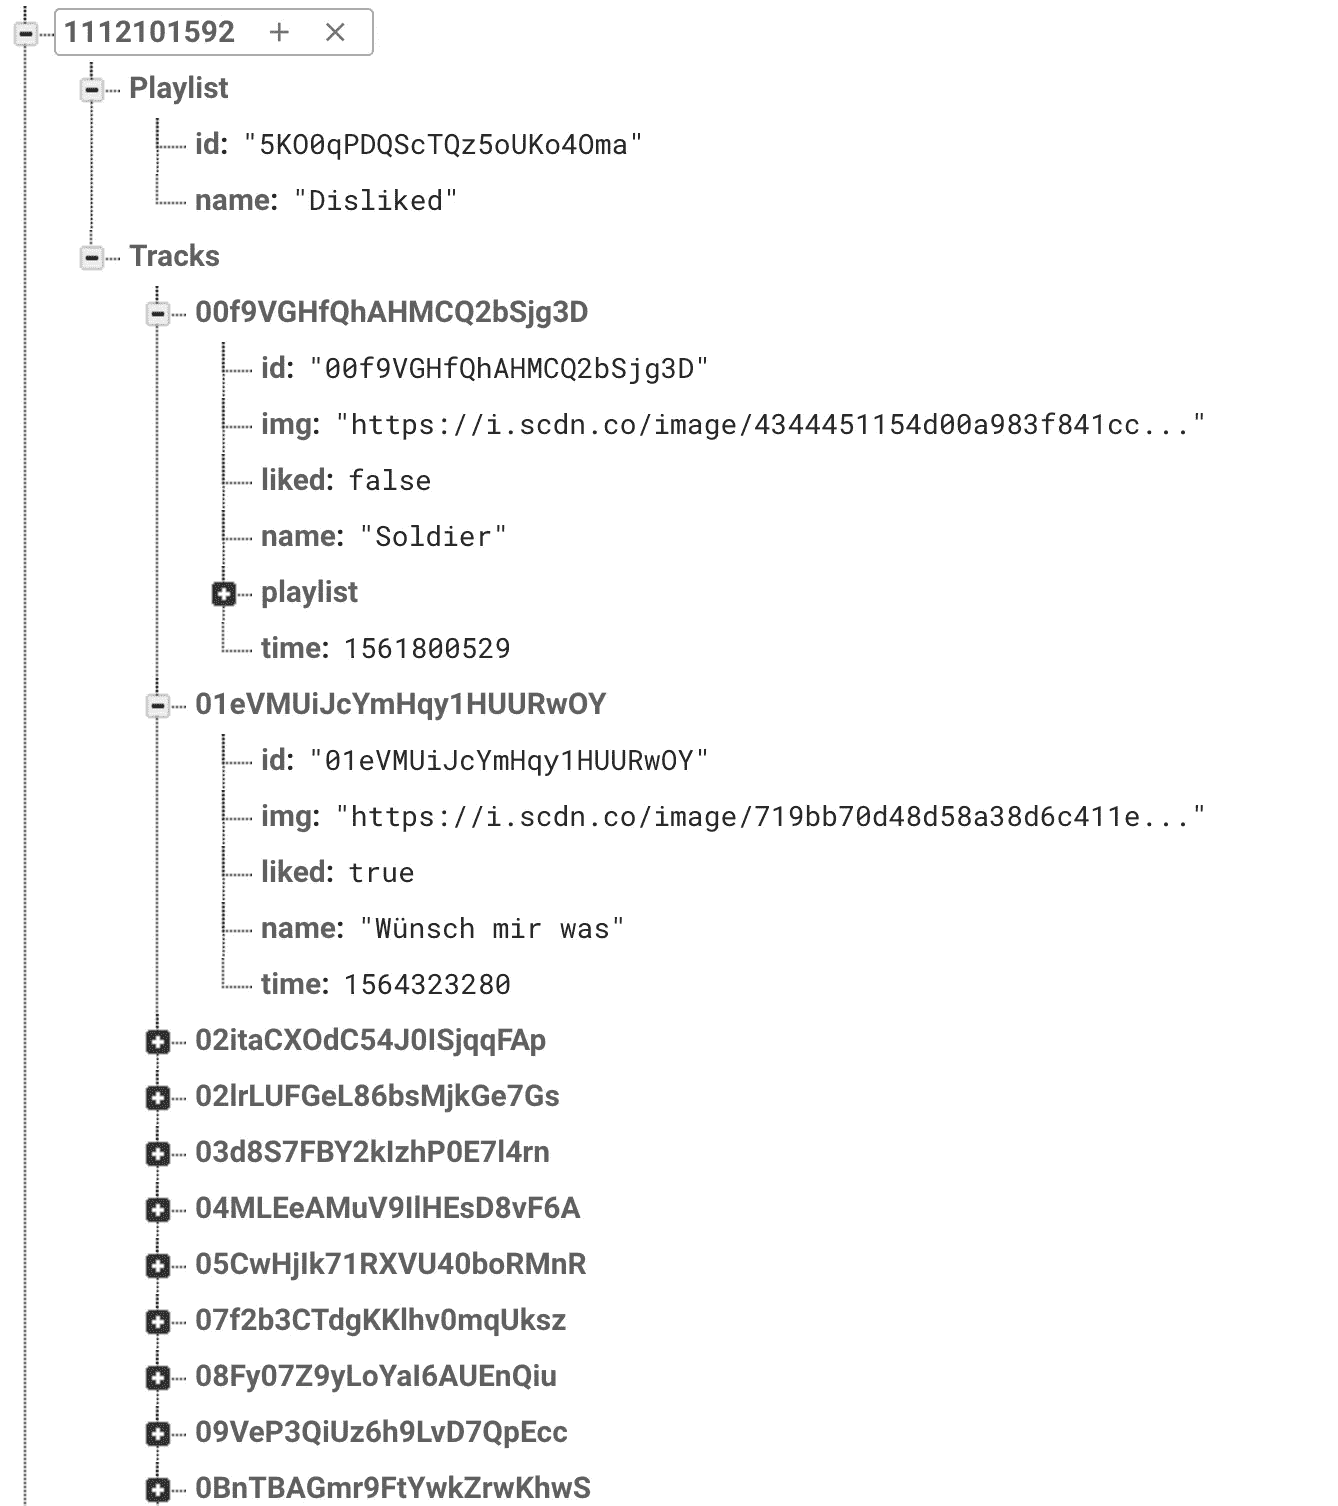 1112101592 + ×
Playlist
id: "5KO0qPDQScTQz5oUKo4Oma"
name: "Disliked"
Tracks
00f9VGHfQhAHMCQ2bSjg3D
id: "00f9VGHfQhAHMCQ2bSjg3D"
img: "https://i.scdn.co/image/4344451154d00a983f841cc..."
liked: false
name: "Soldier"
playlist
time: 1561800529
01eVMUiJcYmHqy1HUURwOY
id: "01eVMUiJcYmHqy1HUURwOY"
img: "https://i.scdn.co/image/719bb70d48d58a38d6c411e..."
liked: true
name: "Wünsch mir was"
time: 1564323280
02itaCXOdC54J0ISjqqFAp
02lrLUFGeL86bsMjkGe7Gs
03d8S7FBY2kIzhP0E7l4rn
04MLEeAMuV9IlHEsD8vF6A
05CwHjIk71RXVU40boRMnR
07f2b3CTdgKKlhv0mqUksz
08Fy07Z9yLoYaI6AUEnQiu
09VeP3QiUz6h9LvD7QpEcc
0BnTBAGmr9FtYwkZrwKhwS